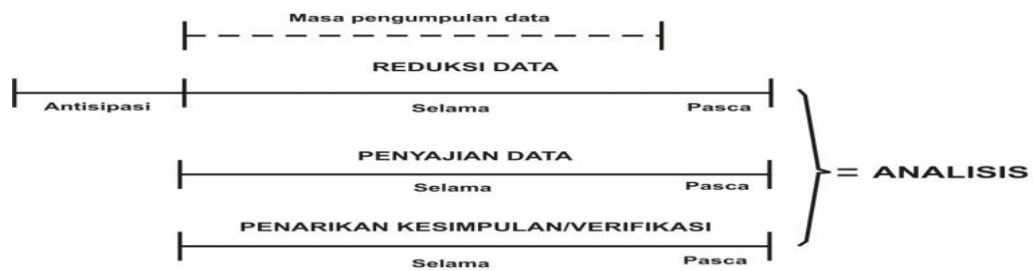 Masa pengumpulan data
REDUKSI DATA
Antisipasi Selama Pasca
PENYAJIAN DATA
Selama Pasca
= ANALISIS
PENARIKAN KESIMPULAN/VERIFIKASI
Selama Pasca